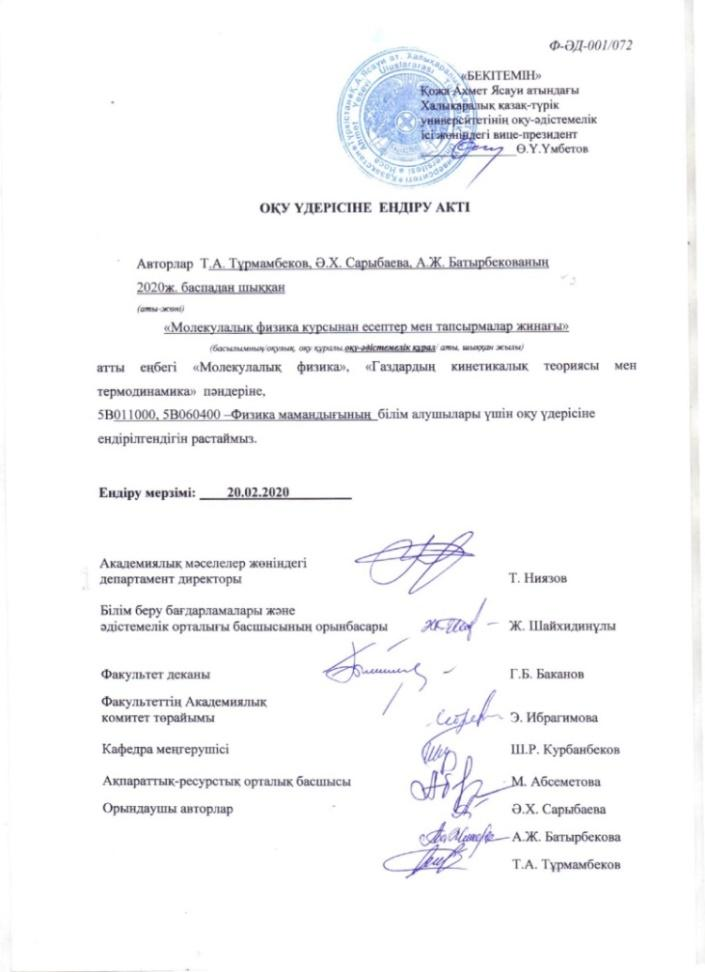 Ф-ӘД-001/072
«БЕКІТЕМІН»
Қожа Ахмет Ясауи атындағы
Халықаралық қазақ-түрік
университетінің оқу-әдістемелік
ісі жөніндегі вице-президент
Ө.Ү.Үмбетов
ОҚУ ҮДЕРІСІНЕ ЕНДІРУ АКТІ
Авторлар Т.А. Тұрмамбеков, Ә.Х. Сарыбаева, А.Ж. Батырбекованың
2020ж. баспадан шыққан
(аты-жөні)
«Молекулалық физика курсынан есептер мен тапсырмалар жинағы»
(басылымның/оқулық, оқу құралы,оқу-әдістемелік құрал/ аты, шыққан жылы)
атты еңбегі «Молекулалық физика», «Газдардың кинетикалық теориясы мен
термодинамика» пәндеріне,
5В011000, 5В060400 –Физика мамандығының білім алушылары үшін оқу үдерісіне
ендірілгендігін растаймыз.
Ендіру мерзімі: 20.02.2020
Академиялық мәселелер жөніндегі
департамент директоры Т. Ниязов
Білім беру бағдарламалары және
әдістемелік орталығы басшысының орынбасары Ж. Шайхидинұлы
Факультет деканы Г.Б. Баканов
Факультеттің Академиялық
комитет төрайымы Э. Ибрагимова
Кафедра меңгерушісі Ш.Р. Курбанбеков
Ақпараттық-ресурстық орталық басшысы М. Абсеметова
Орындаушы авторлар Ә.Х. Сарыбаева
А.Ж. Батырбекова
Т.А. Тұрмамбеков